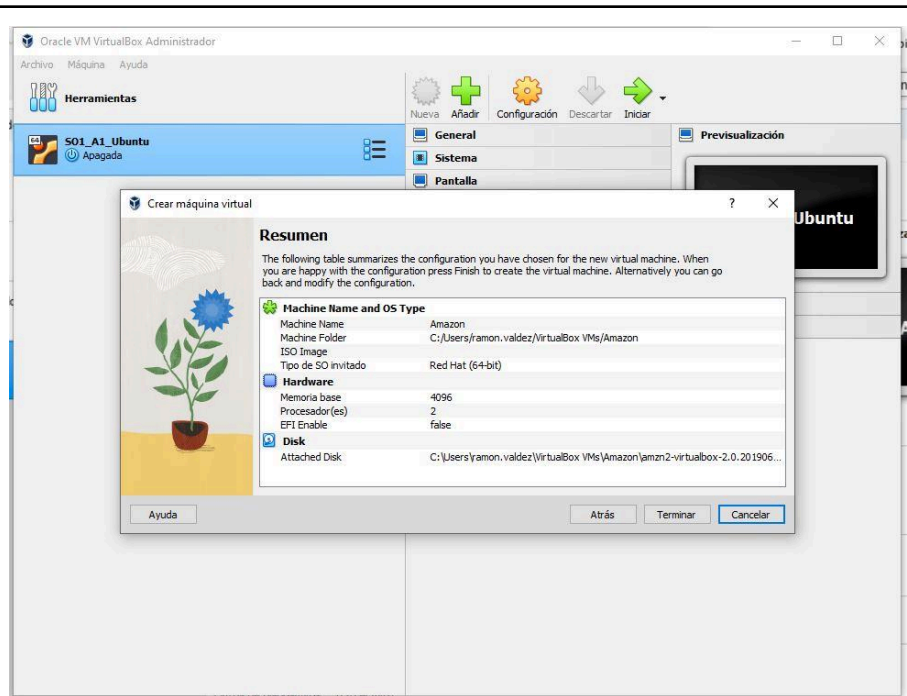 Oracle VM VirtualBox Administrador
Archivo Máquina Ayuda
Herramientas
Nueva Añadir Configuración Descartar Iniciar
64
SO1_A1_Ubuntu
Apagada
General
Sistema
Pantalla
Previsualización
Ubuntu
Crear máquina virtual
?
Resumen
The following table summarizes the configuration you have chosen for the new virtual machine. When
you are happy with the configuration press Finish to create the virtual machine. Alternatively you can go
back and modify the configuration.
Machine Name and OS Type
Machine Name Amazon
Machine Folder C:/Users/ramon.valdez/VirtualBox VMs/Amazon
ISO Image
Tipo de SO invitado Red Hat (64-bit)
Hardware
Memoria base 4096
Procesador(es) 2
EFI Enable false
Disk
Attached Disk C:\Users\ramon.valdez\VirtualBox VMs\Amazon\amzn2-virtualbox-2.0.201906...
Ayuda Atrás Terminar Cancelar